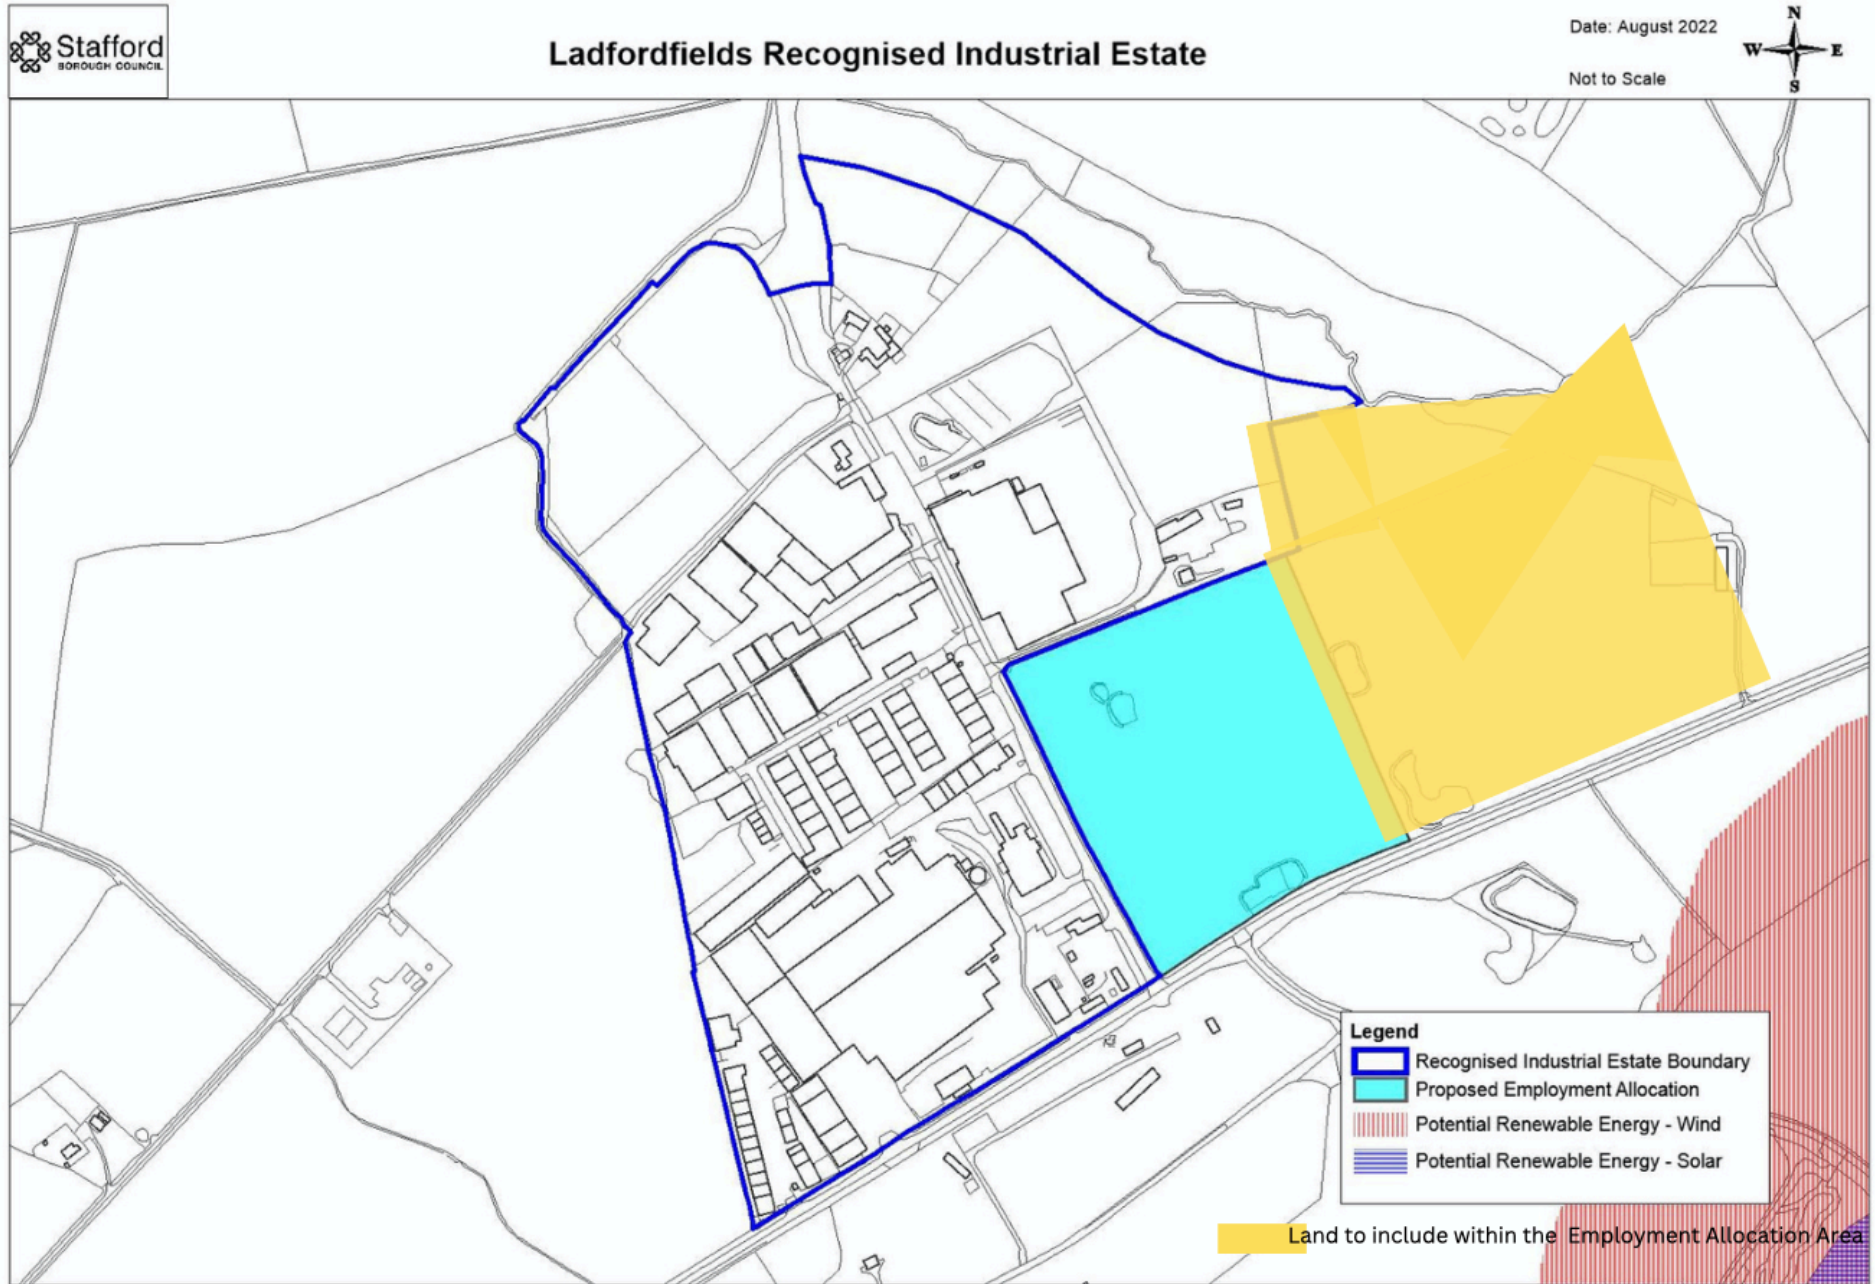 Stafford
BOROUGH COUNCIL
Ladfordfields Recognised Industrial Estate
Date: August 2022
Not to Scale
N
W E
S
Legend
Recognised Industrial Estate Boundary
Proposed Employment Allocation
Potential Renewable Energy - Wind
Potential Renewable Energy - Solar
Land to include within the Employment Allocation Area